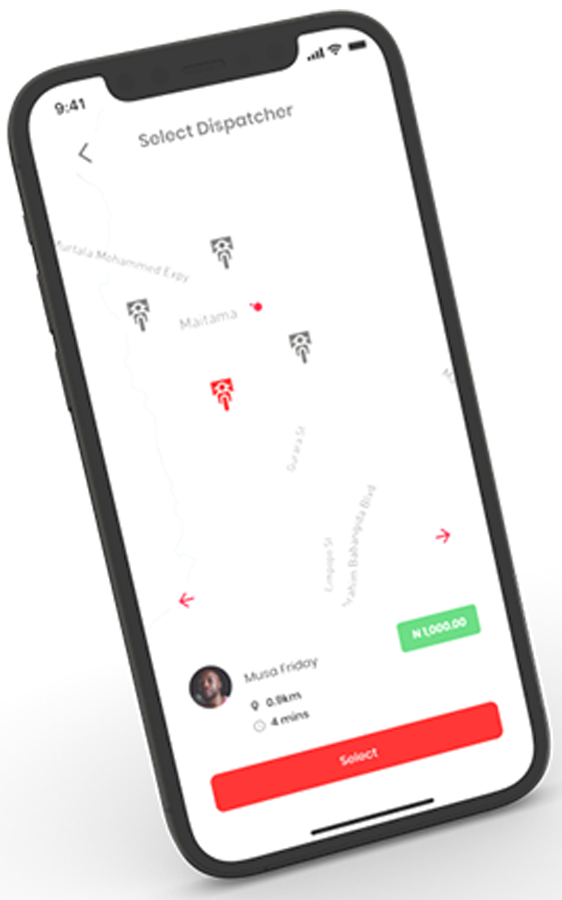 9:41
Select Dispatcher
Murtala Mohammed Expy
Maitama
Gurara St
Limpopo St
Ibrahim Babangida Blvd
N1,000.00
Musa Friday
0.9km
4 mins
Select